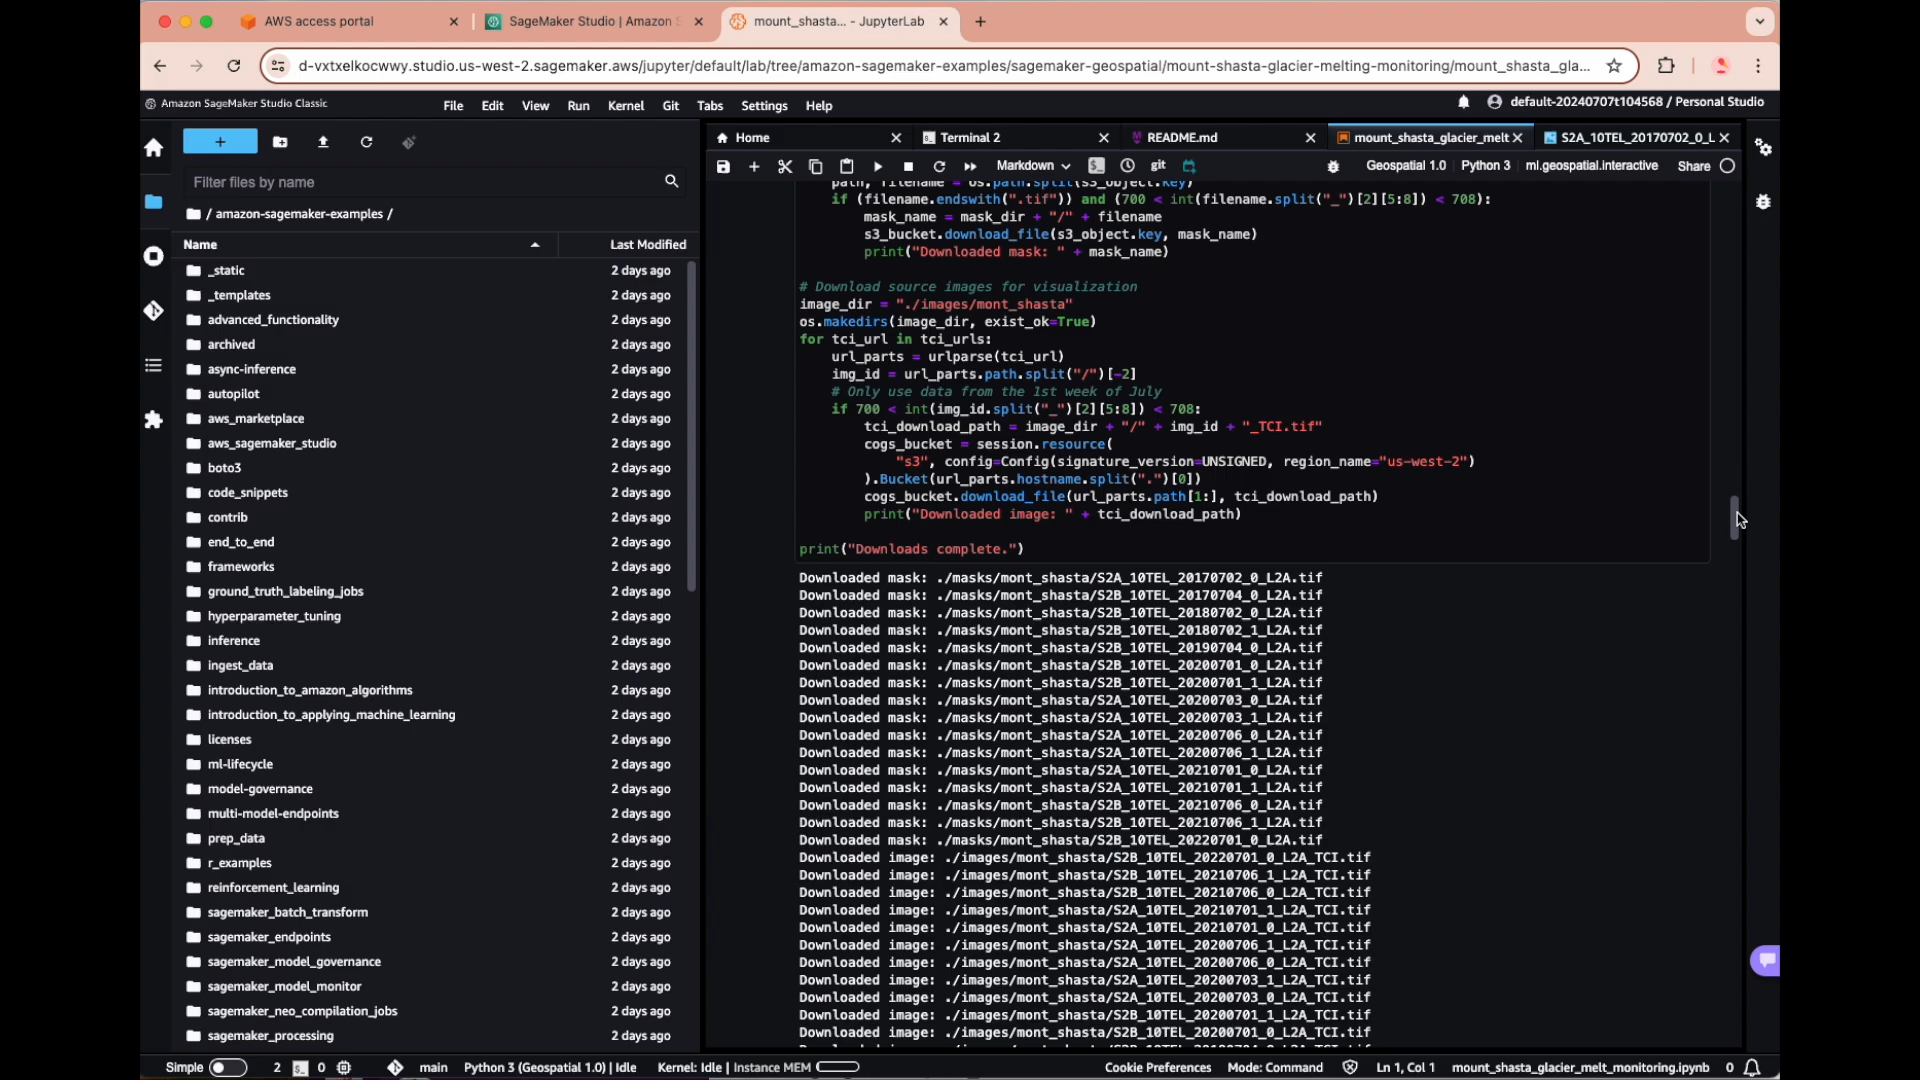 AWS access portal
SageMaker Studio | Amazon S
mount_shasta... - JupyterLab
d-vxtxelkocwwy.studio.us-west-2.sagemaker.aws/jupyter/default/lab/tree/amazon-sagemaker-examples/sagemaker-geospatial/mount-shasta-glacier-melting-monitoring/mount_shasta_gla...
Amazon SageMaker Studio Classic
File Edit View Run Kernel Git Tabs Settings Help
default-20240707t104568 / Personal Studio
Home
Terminal 2
README.md
mount_shasta_glacier_melt
S2A_10TEL_20170702_0_L
Markdown
git
Geospatial 1.0 Python 3 ml.geospatial.interactive Share
Filter files by name
/ amazon-sagemaker-examples /
Name Last Modified
_static 2 days ago
_templates 2 days ago
advanced_functionality 2 days ago
archived 2 days ago
async-inference 2 days ago
autopilot 2 days ago
aws_marketplace 2 days ago
aws_sagemaker_studio 2 days ago
boto3 2 days ago
code_snippets 2 days ago
contrib 2 days ago
end_to_end 2 days ago
frameworks 2 days ago
ground_truth_labeling_jobs 2 days ago
hyperparameter_tuning 2 days ago
inference 2 days ago
ingest_data 2 days ago
introduction_to_amazon_algorithms 2 days ago
introduction_to_applying_machine_learning 2 days ago
licenses 2 days ago
ml-lifecycle 2 days ago
model-governance 2 days ago
multi-model-endpoints 2 days ago
prep_data 2 days ago
r_examples 2 days ago
reinforcement_learning 2 days ago
sagemaker_batch_transform 2 days ago
sagemaker_endpoints 2 days ago
sagemaker_model_governance 2 days ago
sagemaker_model_monitor 2 days ago
sagemaker_neo_compilation_jobs 2 days ago
sagemaker_processing 2 days ago
path, filename = os.path.split(s3_object.key)
if (filename.endswith(".tif")) and (700 < int(filename.split("_")[2][5:8]) < 708):
mask_name = mask_dir + "/" + filename
s3_bucket.download_file(s3_object.key, mask_name)
print("Downloaded mask: " + mask_name)
# Download source images for visualization
image_dir = "./images/mont_shasta"
os.makedirs(image_dir, exist_ok=True)
for tci_url in tci_urls:
url_parts = urlparse(tci_url)
img_id = url_parts.path.split("/")[-2]
# Only use data from the 1st week of July
if 700 < int(img_id.split("_")[2][5:8]) < 708:
tci_download_path = image_dir + "/" + img_id + "_TCI.tif"
cogs_bucket = session.resource(
"s3", config=Config(signature_version=UNSIGNED, region_name="us-west-2")
).Bucket(url_parts.hostname.split(".")[0])
cogs_bucket.download_file(url_parts.path[1:], tci_download_path)
print("Downloaded image: " + tci_download_path)
print("Downloads complete.")
Downloaded mask: ./masks/mont_shasta/S2A_10TEL_20170702_0_L2A.tif
Downloaded mask: ./masks/mont_shasta/S2B_10TEL_20170704_0_L2A.tif
Downloaded mask: ./masks/mont_shasta/S2B_10TEL_20180702_0_L2A.tif
Downloaded mask: ./masks/mont_shasta/S2B_10TEL_20180702_1_L2A.tif
Downloaded mask: ./masks/mont_shasta/S2B_10TEL_20190704_0_L2A.tif
Downloaded mask: ./masks/mont_shasta/S2B_10TEL_20200701_0_L2A.tif
Downloaded mask: ./masks/mont_shasta/S2B_10TEL_20200701_1_L2A.tif
Downloaded mask: ./masks/mont_shasta/S2A_10TEL_20200703_0_L2A.tif
Downloaded mask: ./masks/mont_shasta/S2A_10TEL_20200703_1_L2A.tif
Downloaded mask: ./masks/mont_shasta/S2A_10TEL_20200706_0_L2A.tif
Downloaded mask: ./masks/mont_shasta/S2A_10TEL_20200706_1_L2A.tif
Downloaded mask: ./masks/mont_shasta/S2A_10TEL_20210701_0_L2A.tif
Downloaded mask: ./masks/mont_shasta/S2A_10TEL_20210701_1_L2A.tif
Downloaded mask: ./masks/mont_shasta/S2B_10TEL_20210706_0_L2A.tif
Downloaded mask: ./masks/mont_shasta/S2B_10TEL_20210706_1_L2A.tif
Downloaded mask: ./masks/mont_shasta/S2B_10TEL_20220701_0_L2A.tif
Downloaded image: ./images/mont_shasta/S2B_10TEL_20220701_0_L2A_TCI.tif
Downloaded image: ./images/mont_shasta/S2B_10TEL_20210706_1_L2A_TCI.tif
Downloaded image: ./images/mont_shasta/S2B_10TEL_20210706_0_L2A_TCI.tif
Downloaded image: ./images/mont_shasta/S2A_10TEL_20210701_1_L2A_TCI.tif
Downloaded image: ./images/mont_shasta/S2A_10TEL_20210701_0_L2A_TCI.tif
Downloaded image: ./images/mont_shasta/S2A_10TEL_20200706_1_L2A_TCI.tif
Downloaded image: ./images/mont_shasta/S2A_10TEL_20200706_0_L2A_TCI.tif
Downloaded image: ./images/mont_shasta/S2A_10TEL_20200703_1_L2A_TCI.tif
Downloaded image: ./images/mont_shasta/S2A_10TEL_20200703_0_L2A_TCI.tif
Downloaded image: ./images/mont_shasta/S2B_10TEL_20200701_1_L2A_TCI.tif
Downloaded image: ./images/mont_shasta/S2B_10TEL_20200701_0_L2A_TCI.tif
Simple 2 0 main Python 3 (Geospatial 1.0) | Idle Kernel: Idle | Instance MEM Cookie Preferences Mode: Command Ln 1, Col 1 mount_shasta_glacier_melt_monitoring.ipynb 0